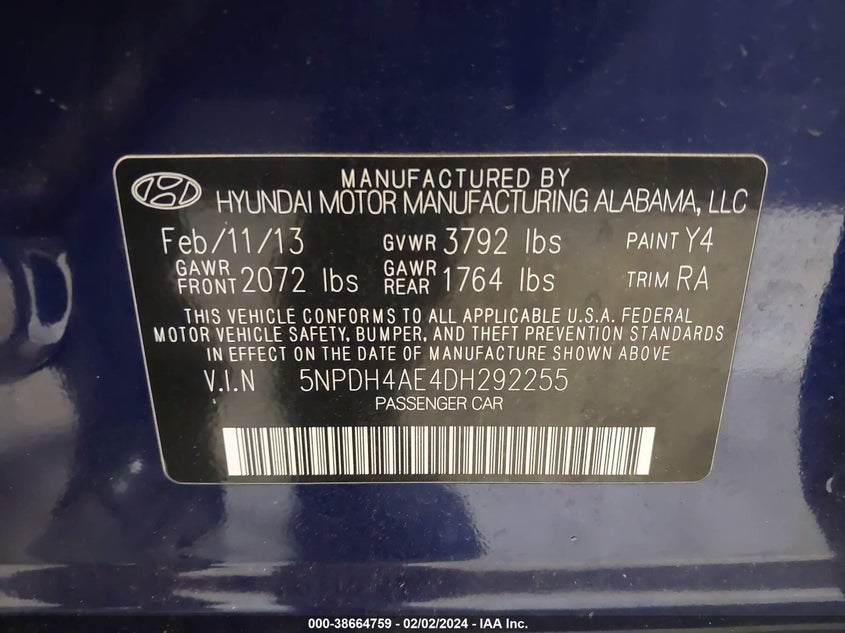 MANUFACTURED BY
HYUNDAI MOTOR MANUFACTURING ALABAMA, LLC
Feb/11/13 GVWR 3792 lbs PAINT Y4
GAWR FRONT 2072 lbs GAWR REAR 1764 lbs TRIM RA
THIS VEHICLE CONFORMS TO ALL APPLICABLE U.S.A. FEDERAL
MOTOR VEHICLE SAFETY, BUMPER, AND THEFT PREVENTION STANDARDS
IN EFFECT ON THE DATE OF MANUFACTURE SHOWN ABOVE
V.I.N 5NPDH4AE4DH292255
PASSENGER CAR
000-38664759 - 02/02/2024 - IAA Inc.